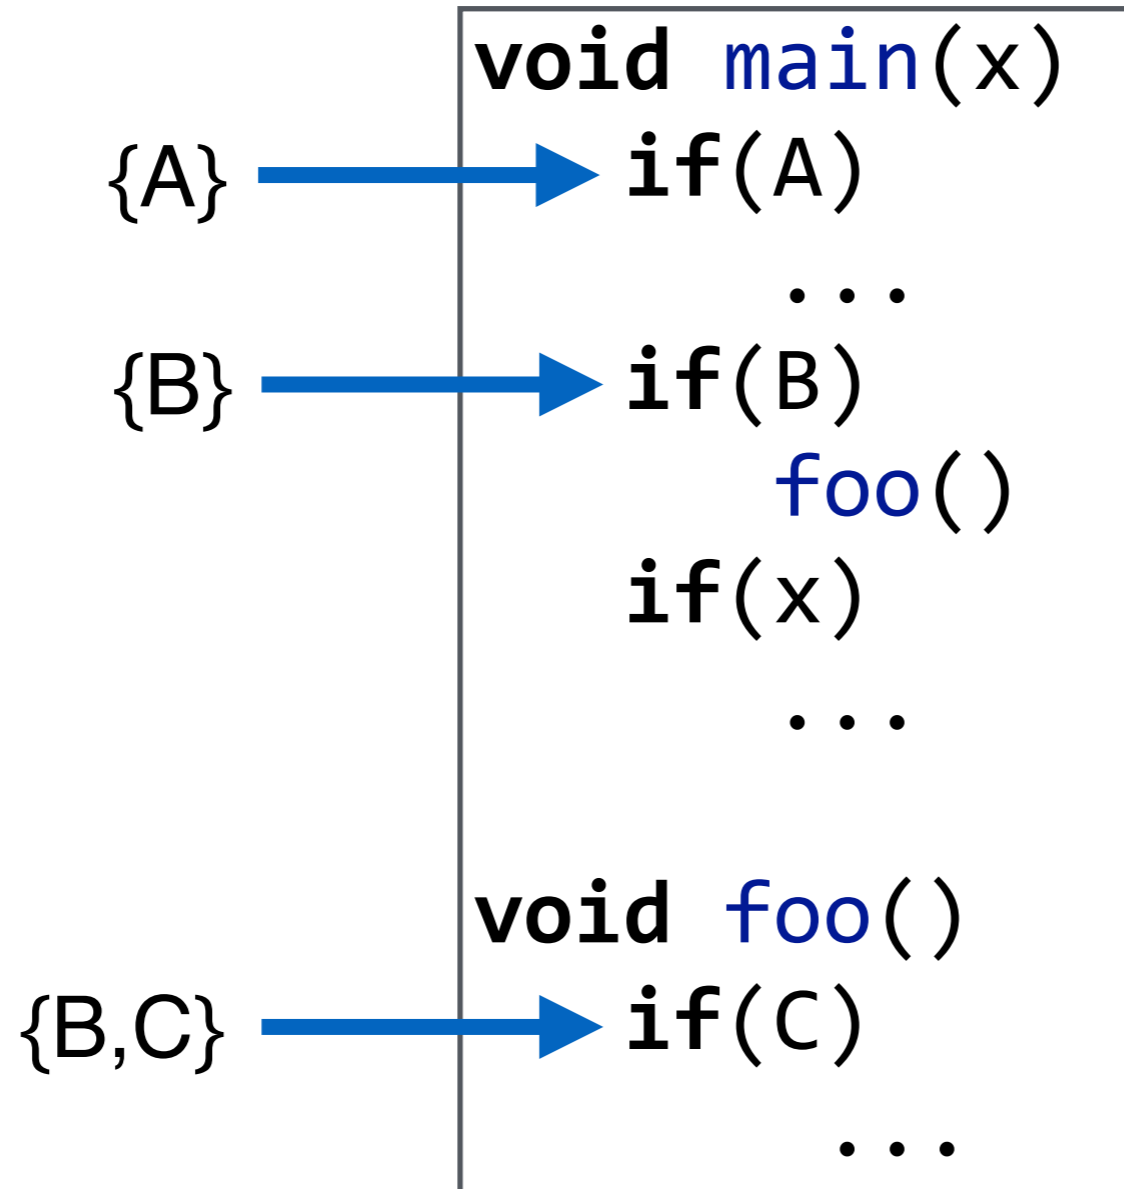 void main(x)
{A} if(A)
...
{B} if(B)
foo()
if(x)
...
void foo()
{B,C} if(C)
...